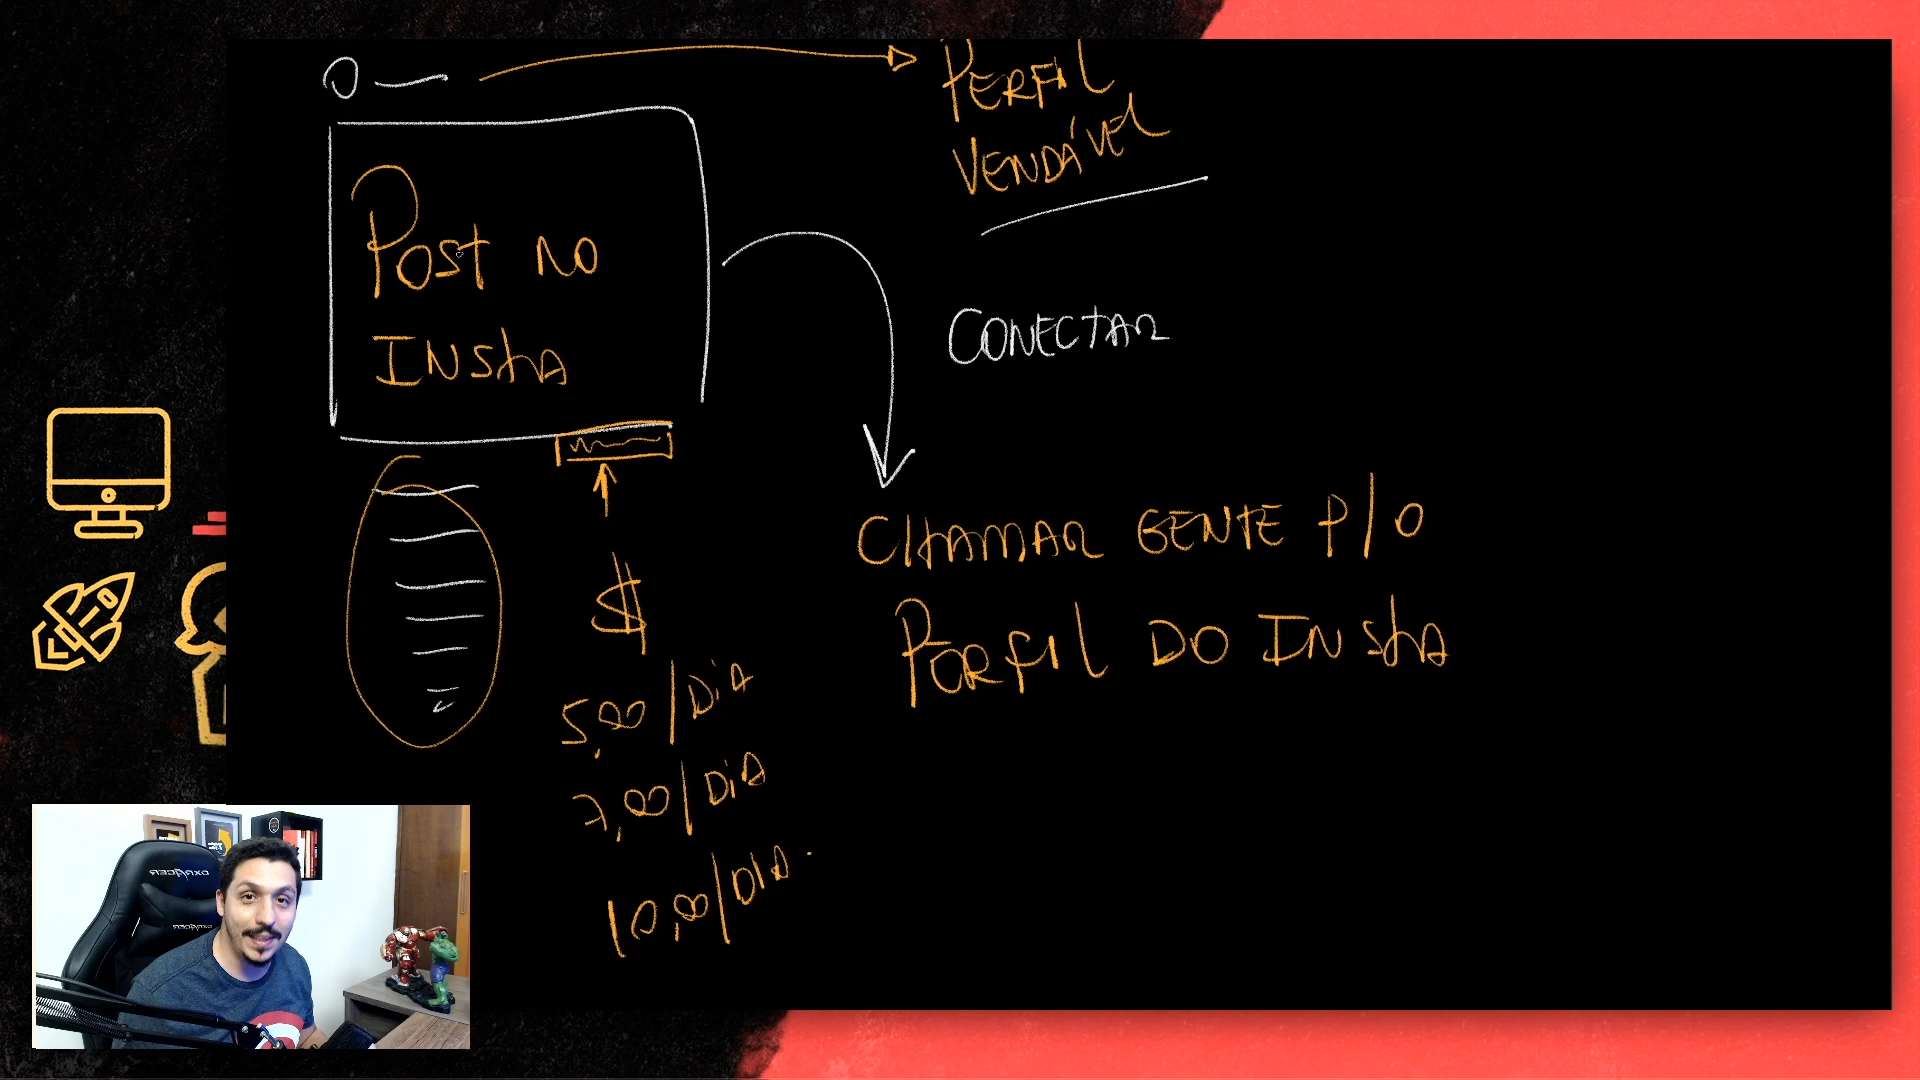 PERFIL
VENDÁVEL
POST NO
INSTA
CONECTAR
CHAMAR GENTE P/ O
PERFIL DO INSTA
$
5,00/DIA
7,00/DIA
10,00/DIA